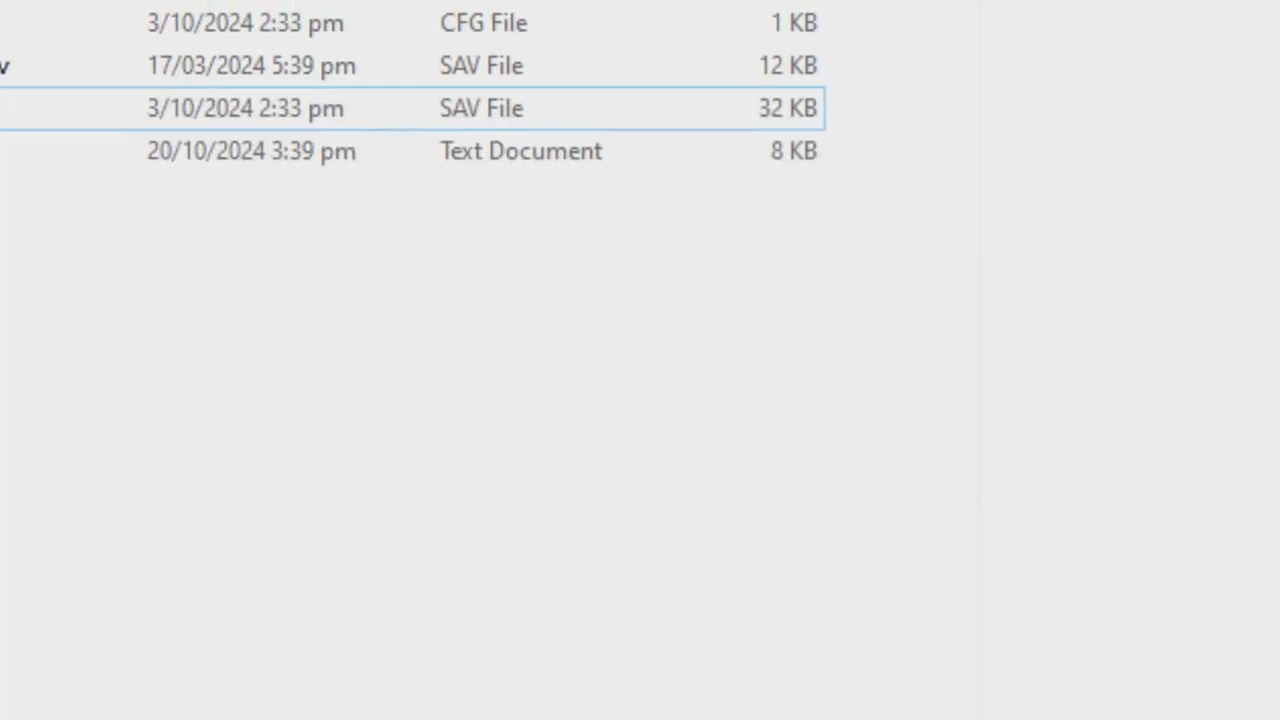 3/10/2024 2:33 pm CFG File 1 KB
v 17/03/2024 5:39 pm SAV File 12 KB
3/10/2024 2:33 pm SAV File 32 KB
20/10/2024 3:39 pm Text Document 8 KB